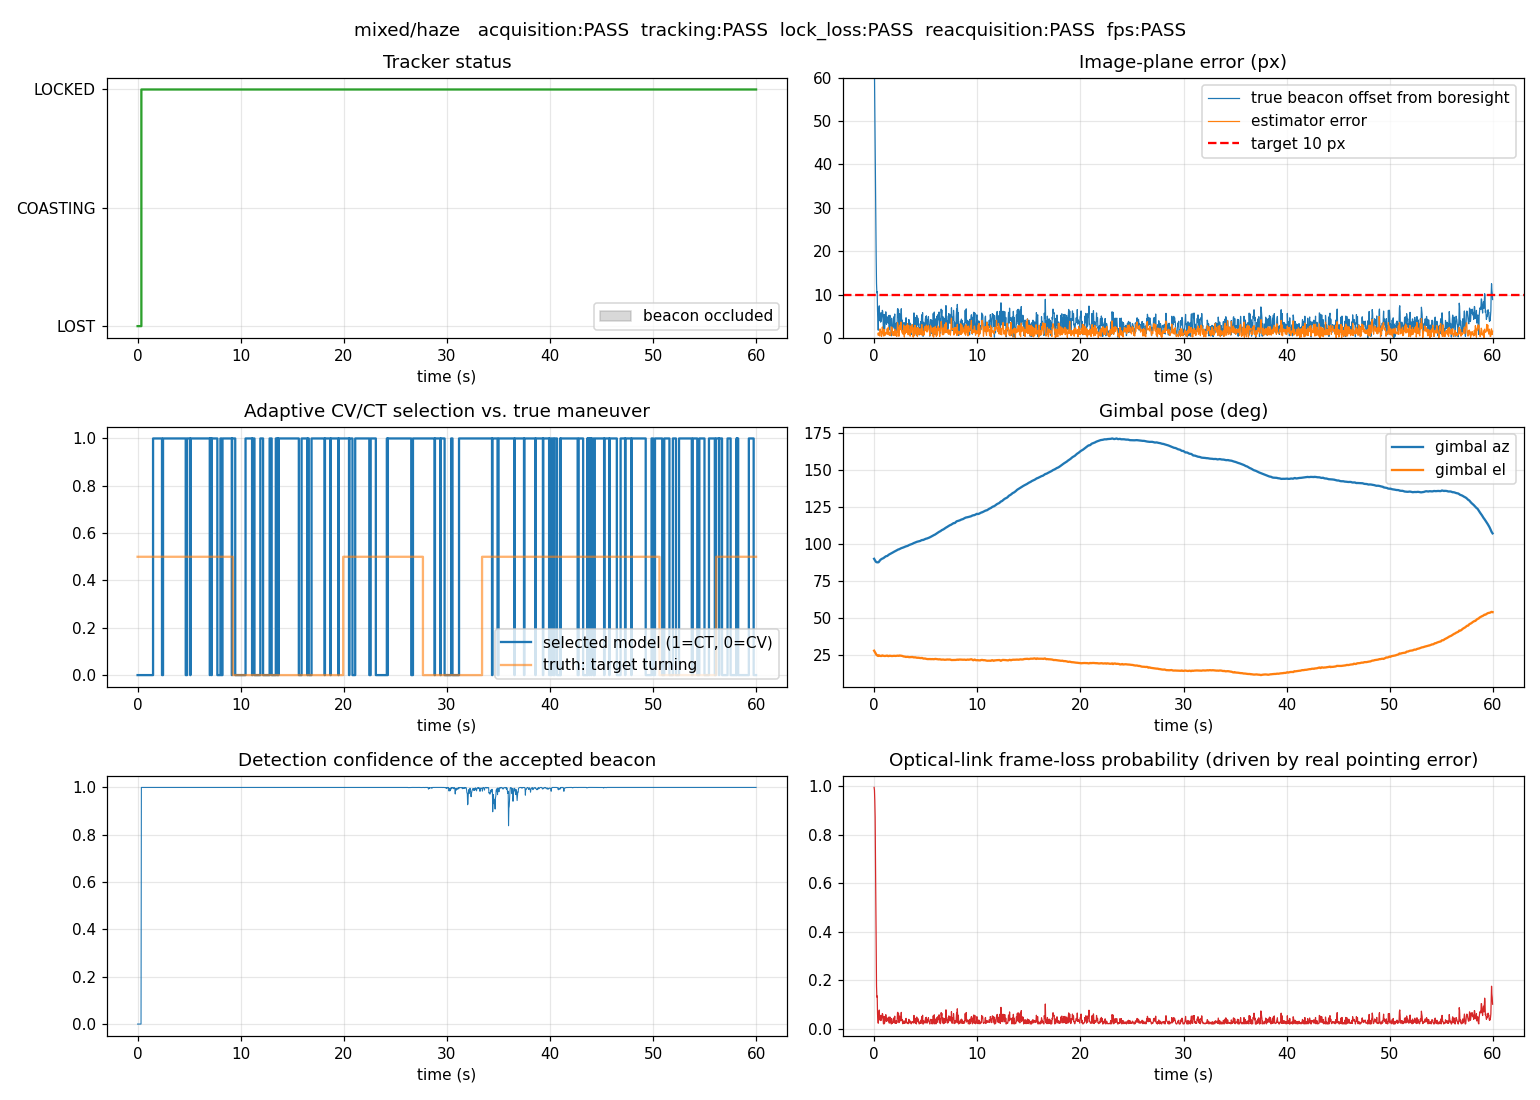 mixed/haze   acquisition:PASS  tracking:PASS  lock_loss:PASS  reacquisition:PASS  fps:PASS
Tracker status
LOCKED
COASTING
LOST
beacon occluded
0 10 20 30 40 50 60
time (s)
Image-plane error (px)
60
50
40
30
20
10
0
true beacon offset from boresight
estimator error
target 10 px
0 10 20 30 40 50 60
time (s)
Adaptive CV/CT selection vs. true maneuver
1.0
0.8
0.6
0.4
0.2
0.0
selected model (1=CT, 0=CV)
truth: target turning
0 10 20 30 40 50 60
time (s)
Gimbal pose (deg)
175
150
125
100
75
50
25
gimbal az
gimbal el
0 10 20 30 40 50 60
time (s)
Detection confidence of the accepted beacon
1.0
0.8
0.6
0.4
0.2
0.0
0 10 20 30 40 50 60
time (s)
Optical-link frame-loss probability (driven by real pointing error)
1.0
0.8
0.6
0.4
0.2
0.0
0 10 20 30 40 50 60
time (s)